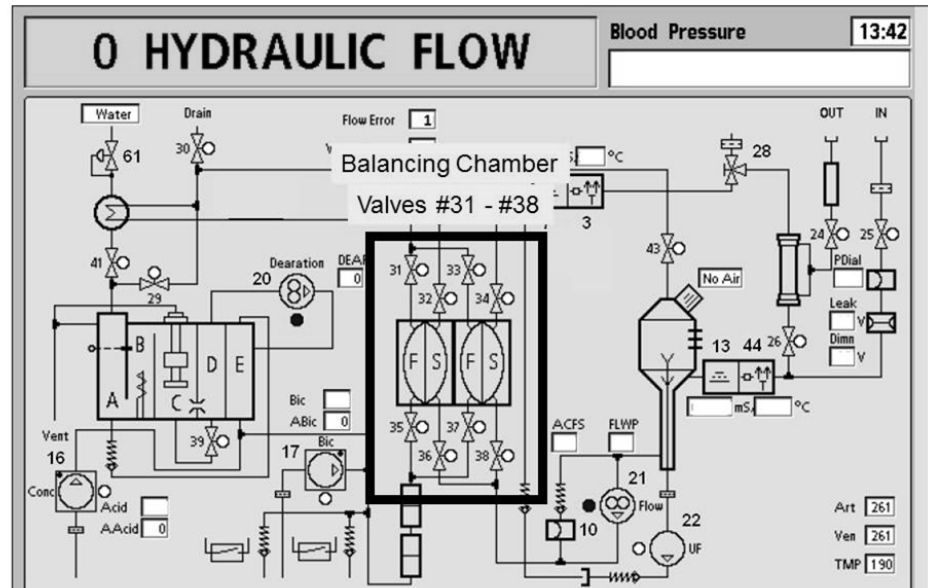 0 HYDRAULIC FLOW
Blood Pressure
13:42
Water
Drain
Flow Error 1
OUT
IN
61
30
28
Balancing Chamber
°C
Valves #31 - #38
3
41
29
20
Dearation
0
31
33
32
34
43
No Air
24
25
PDial
Leak
V
Dimn
V
26
B
D
E
A
C
F
S
F
S
13
44
mS/
°C
Bic
ABic 0
39
35
37
36
38
ACFS
FLWP
Vent
16
17
Bic
Conc
Acid
AAcid 0
21
Flow
10
22
UF
Art 261
Ven 261
TMP 190